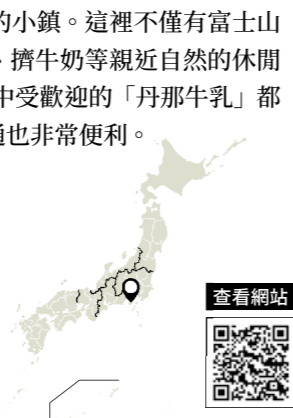 的小鎮。這裡不僅有富士山
、擠牛奶等親近自然的休閒
中受歡迎的「丹那牛乳」都
通也非常便利。
查看網站